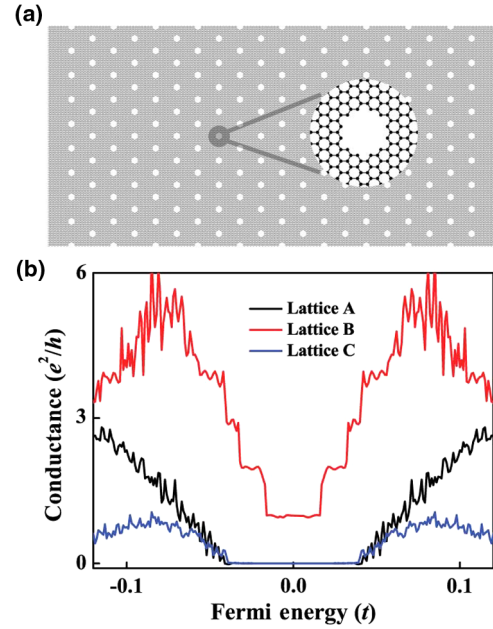 (a)
(b)
6
Lattice A
Lattice B
Lattice C
3
0
Conductance (e²/h)
-0.1 0.0 0.1
Fermi energy (t)